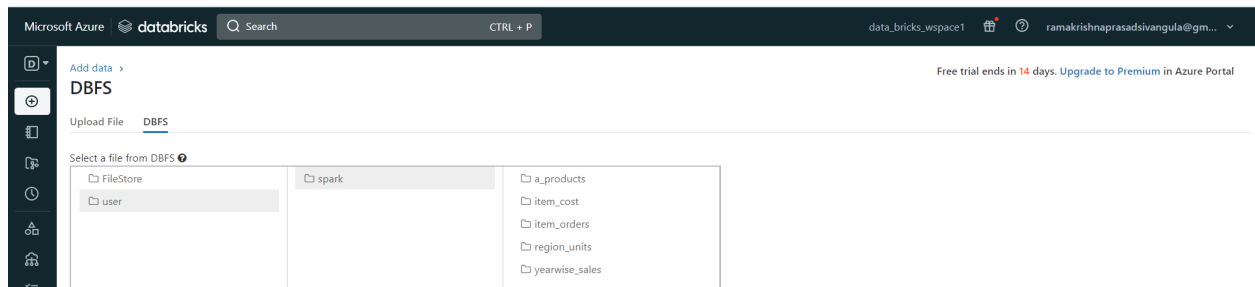 Microsoft Azure databricks Search CTRL + P data_bricks_wspace1 ramakrishnaprasadsivangula@gm...
D
Add data >
Free trial ends in 14 days. Upgrade to Premium in Azure Portal
DBFS
Upload File DBFS
Select a file from DBFS
FileStore spark a_products
user item_cost
item_orders
region_units
yearwise_sales